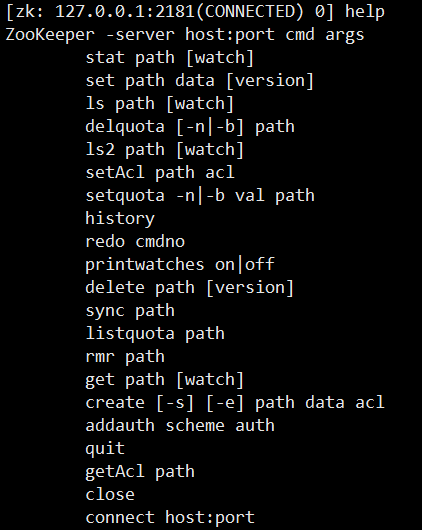 [zk: 127.0.0.1:2181(CONNECTED) 0] help
ZooKeeper -server host:port cmd args
        stat path [watch]
        set path data [version]
        ls path [watch]
        delquota [-n|-b] path
        ls2 path [watch]
        setAcl path acl
        setquota -n|-b val path
        history
        redo cmdno
        printwatches on|off
        delete path [version]
        sync path
        listquota path
        rmr path
        get path [watch]
        create [-s] [-e] path data acl
        addauth scheme auth
        quit
        getAcl path
        close
        connect host:port